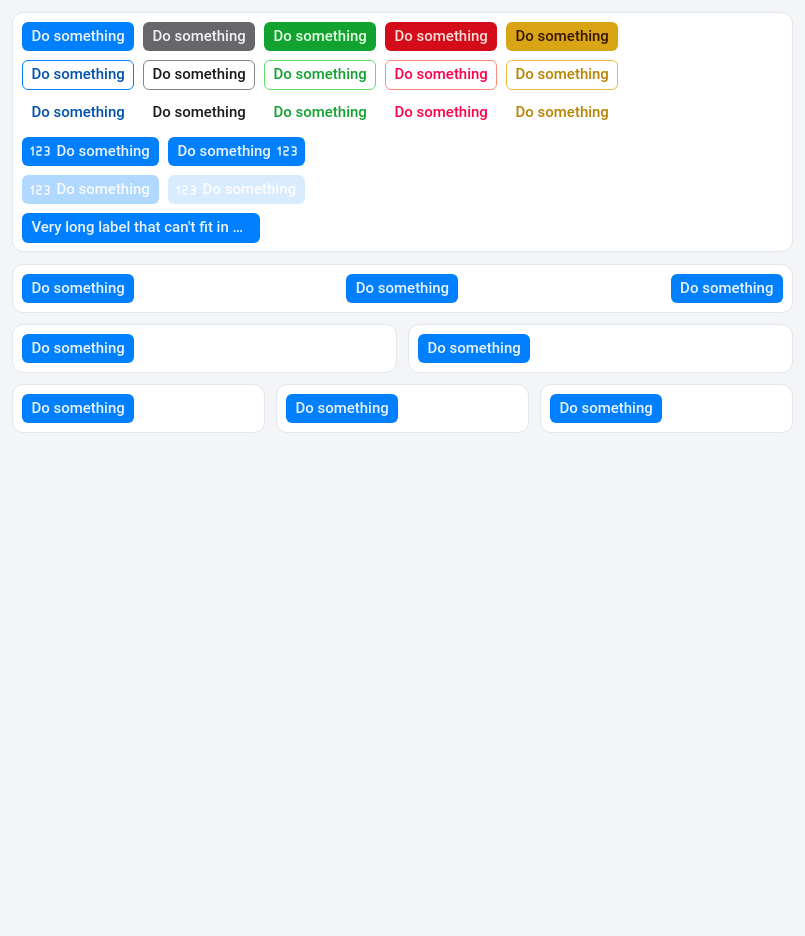 Do something Do something Do something Do something Do something
Do something Do something Do something Do something Do something
Do something Do something Do something Do something Do something
123 Do something Do something 123
123 Do something 123 Do something
Very long label that can't fit in ...
Do something Do something Do something
Do something Do something
Do something Do something Do something